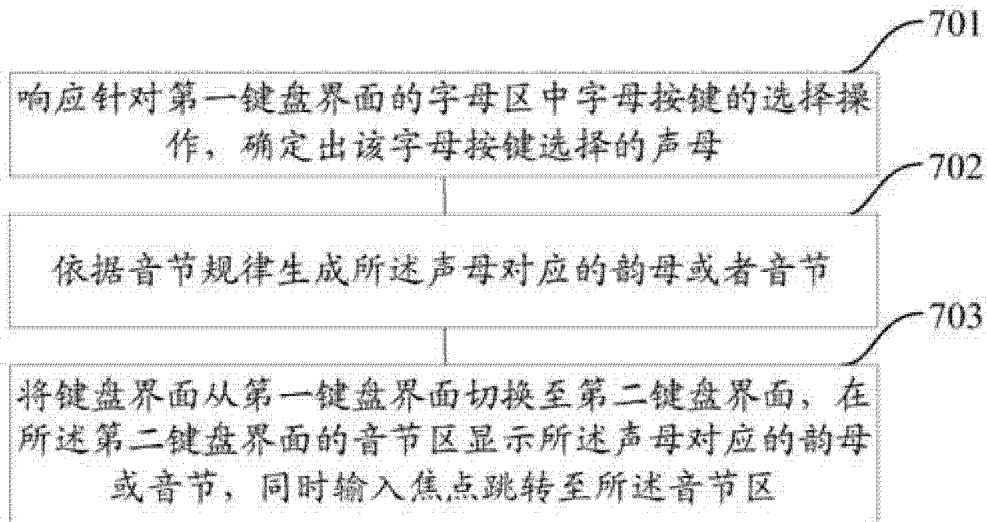 701
响应针对第一键盘界面的字母区中字母按键的选择操
作，确定出该字母按键选择的声母
702
依据音节规律生成所述声母对应的韵母或者音节
703
将键盘界面从第一键盘界面切换至第二键盘界面，在
所述第二键盘界面的音节区显示所述声母对应的韵母
或音节，同时输入焦点跳转至所述音节区